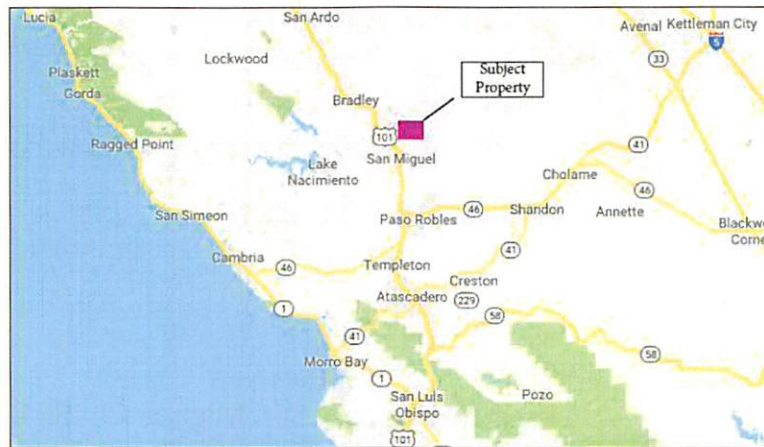 Lucia
San Ardo
Avenal
Kettleman City
5
33
Lockwood
Subject
Property
Plaskett
Gorda
Bradley
101
Ragged Point
San Miguel
41
Lake
Nacimiento
Cholame
46
San Simeon
Paso Robles
46
Shandon
Annette
Blackwe
Corne
Cambria
46
Templeton
41
Creston
Atascadero
229
1
58
41
58
Morro Bay
1
Pozo
San Luis
Obispo
101